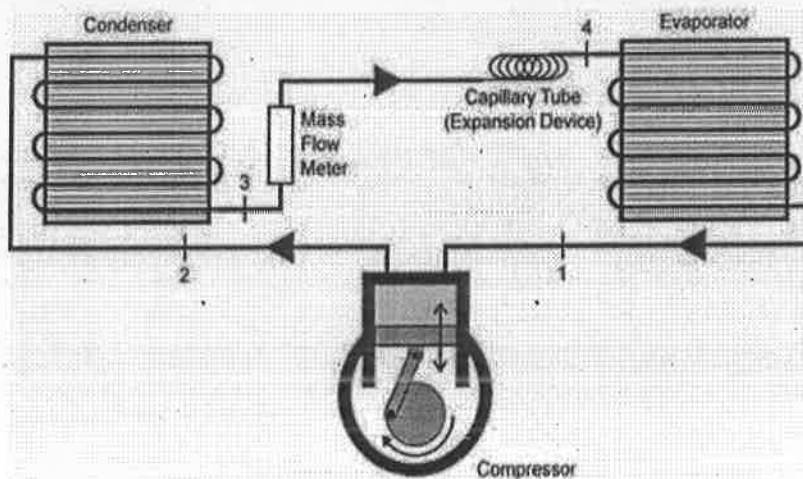 Condenser
4
Evaporator
Mass
Flow
Meter
Capillary Tube
(Expansion Device)
3
2
1
Compressor